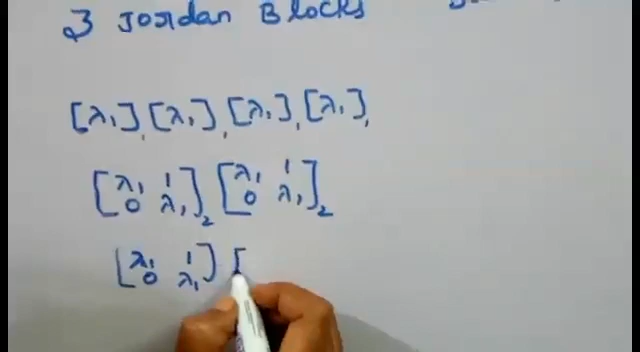 3 Jordan Blocks
[λ₁]₁ [λ₁]₁ [λ₁]₁ [λ₁]₁
[λ₁ 1
0 λ₁]₂ [λ₁ 1
0 λ₁]₂
[λ₁ 1
0 λ₁] [